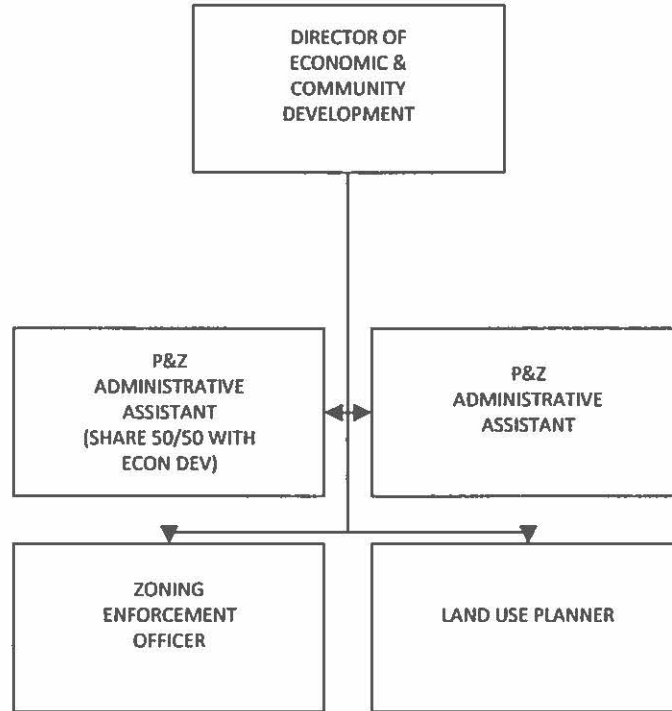 DIRECTOR OF
ECONOMIC &
COMMUNITY
DEVELOPMENT
P&Z
ADMINISTRATIVE
ASSISTANT
(SHARE 50/50 WITH
ECON DEV)
P&Z
ADMINISTRATIVE
ASSISTANT
ZONING
ENFORCEMENT
OFFICER
LAND USE PLANNER